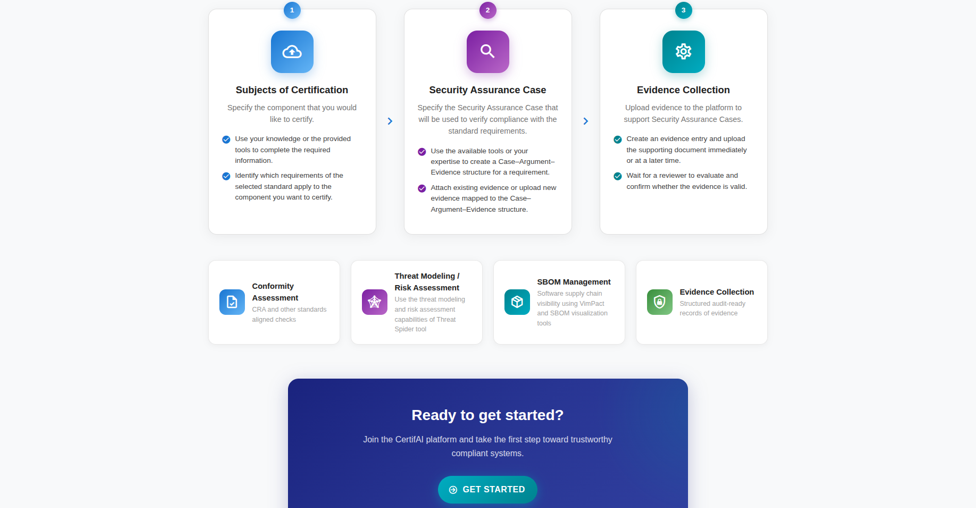 1
Subjects of Certification
Specify the component that you would
like to certify.
Use your knowledge or the provided
tools to complete the required
information.
Identify which requirements of the
selected standard apply to the
component you want to certify.
2
Security Assurance Case
Specify the Security Assurance Case that
will be used to verify compliance with the
standard requirements.
Use the available tools or your
expertise to create a Case–Argument–
Evidence structure for a requirement.
Attach existing evidence or upload new
evidence mapped to the Case–
Argument–Evidence structure.
3
Evidence Collection
Upload evidence to the platform to
support Security Assurance Cases.
Create an evidence entry and upload
the supporting document immediately
or at a later time.
Wait for a reviewer to evaluate and
confirm whether the evidence is valid.
Conformity
Assessment
CRA and other standards
aligned checks
Threat Modeling /
Risk Assessment
Use the threat modeling
and risk assessment
capabilities of Threat
Spider tool
SBOM Management
Software supply chain
visibility using VimPact
and SBOM visualization
tools
Evidence Collection
Structured audit-ready
records of evidence
Ready to get started?
Join the CertifAI platform and take the first step toward trustworthy
compliant systems.
GET STARTED